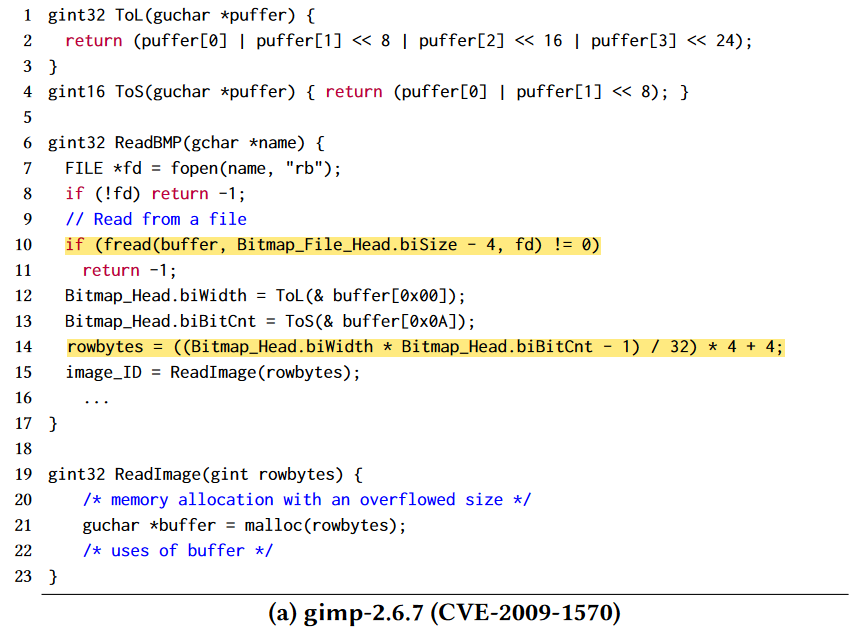 1 gint32 ToL(guchar *puffer) {
2 return (puffer[0] | puffer[1] << 8 | puffer[2] << 16 | puffer[3] << 24);
3 }
4 gint16 ToS(guchar *puffer) { return (puffer[0] | puffer[1] << 8); }
5
6 gint32 ReadBMP(gchar *name) {
7 FILE *fd = fopen(name, "rb");
8 if (!fd) return -1;
9 // Read from a file
10 if (fread(buffer, Bitmap_File_Head.biSize - 4, fd) != 0)
11 return -1;
12 Bitmap_Head.biWidth = ToL(& buffer[0x00]);
13 Bitmap_Head.biBitCnt = ToS(& buffer[0x0A]);
14 rowbytes = ((Bitmap_Head.biWidth * Bitmap_Head.biBitCnt - 1) / 32) * 4 + 4;
15 image_ID = ReadImage(rowbytes);
16 ...
17 }
18
19 gint32 ReadImage(gint rowbytes) {
20 /* memory allocation with an overflowed size */
21 guchar *buffer = malloc(rowbytes);
22 /* uses of buffer */
23 }
(a) gimp-2.6.7 (CVE-2009-1570)